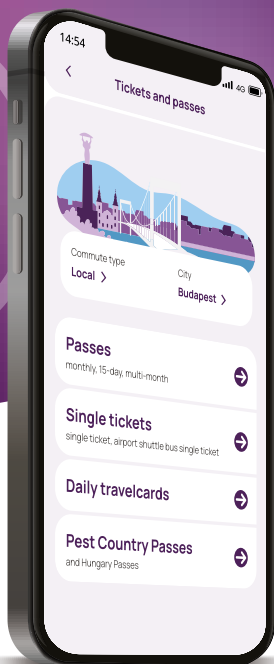 14:54
4G
Tickets and passes
Commute type
City
Local
Budapest
Passes
monthly, 15-day, multi-month
Single tickets
single ticket, airport shuttle bus single ticket
Daily travelcards
Pest Country Passes
and Hungary Passes